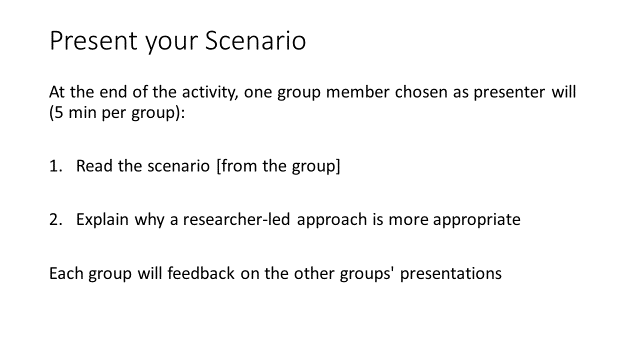 Present your Scenario
At the end of the activity, one group member chosen as presenter will
(5 min per group):
1. Read the scenario [from the group]
2. Explain why a researcher-led approach is more appropriate
Each group will feedback on the other groups' presentations